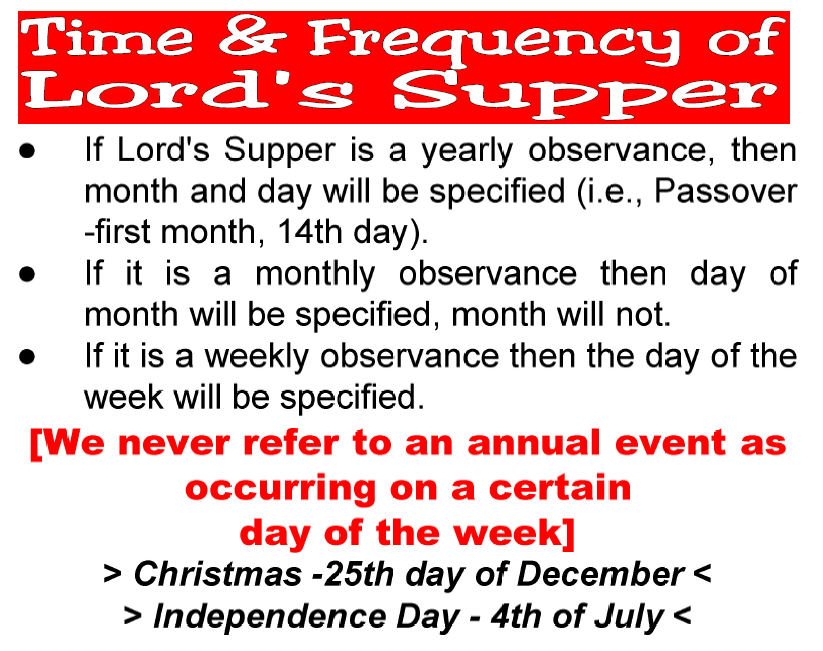 Time & Frequency of
Lord's Supper
● If Lord's Supper is a yearly observance, then
month and day will be specified (i.e., Passover
-first month, 14th day).
● If it is a monthly observance then day of
month will be specified, month will not.
● If it is a weekly observance then the day of the
week will be specified.
[We never refer to an annual event as
occurring on a certain
day of the week]
> Christmas -25th day of December <
> Independence Day - 4th of July <